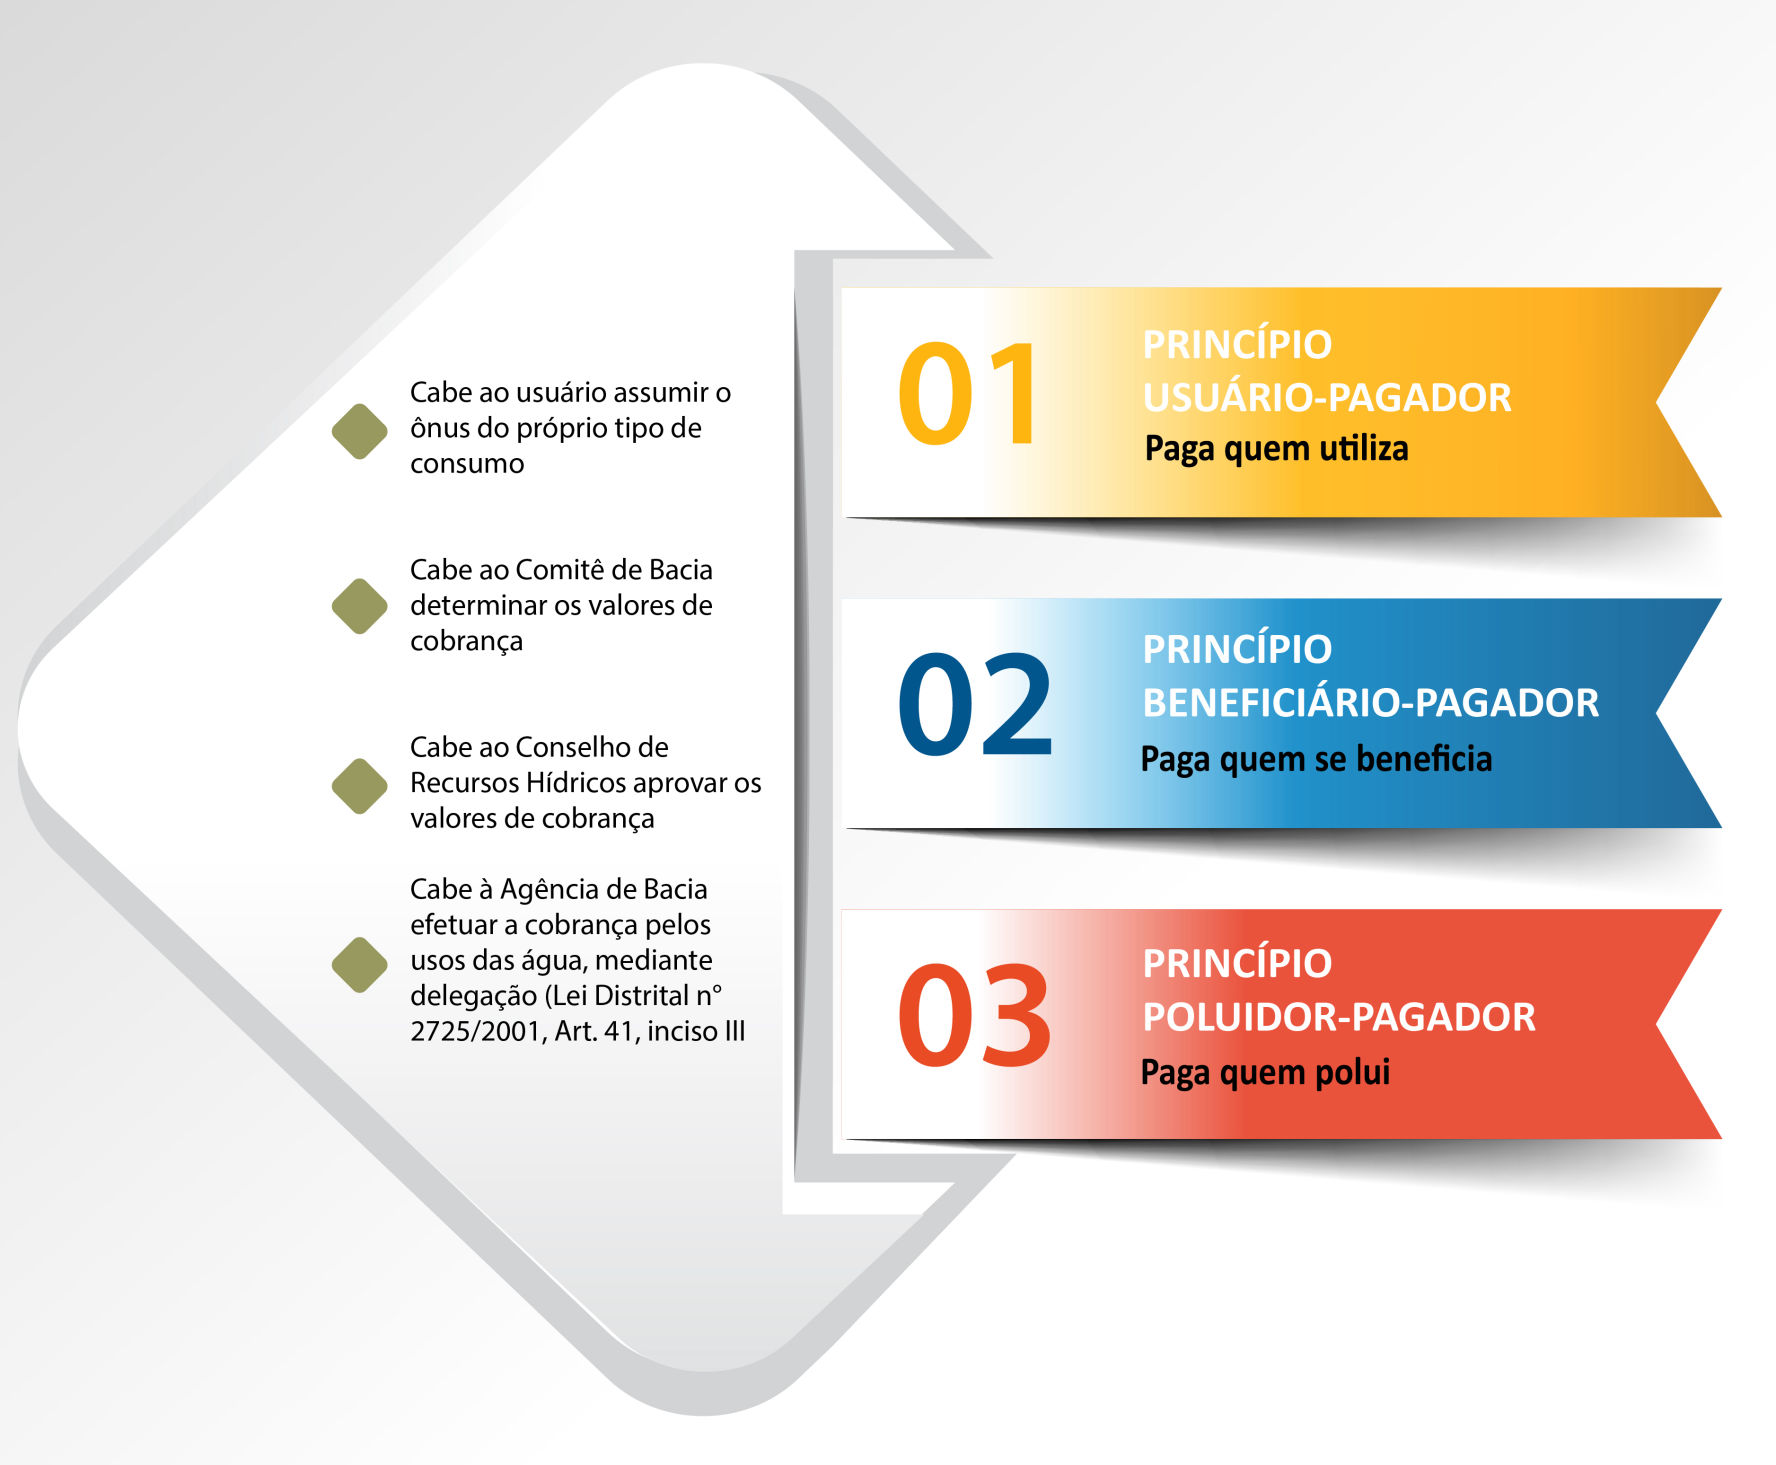 Cabe ao usuário assumir o
ônus do próprio tipo de
consumo
Cabe ao Comitê de Bacia
determinar os valores de
cobrança
Cabe ao Conselho de
Recursos Hídricos aprovar os
valores de cobrança
Cabe à Agência de Bacia
efetuar a cobrança pelos
usos das água, mediante
delegação (Lei Distrital n°
2725/2001, Art. 41, inciso III
01
PRINCÍPIO
USUÁRIO-PAGADOR
Paga quem utiliza
02
PRINCÍPIO
BENEFICIÁRIO-PAGADOR
Paga quem se beneficia
03
PRINCÍPIO
POLUIDOR-PAGADOR
Paga quem polui